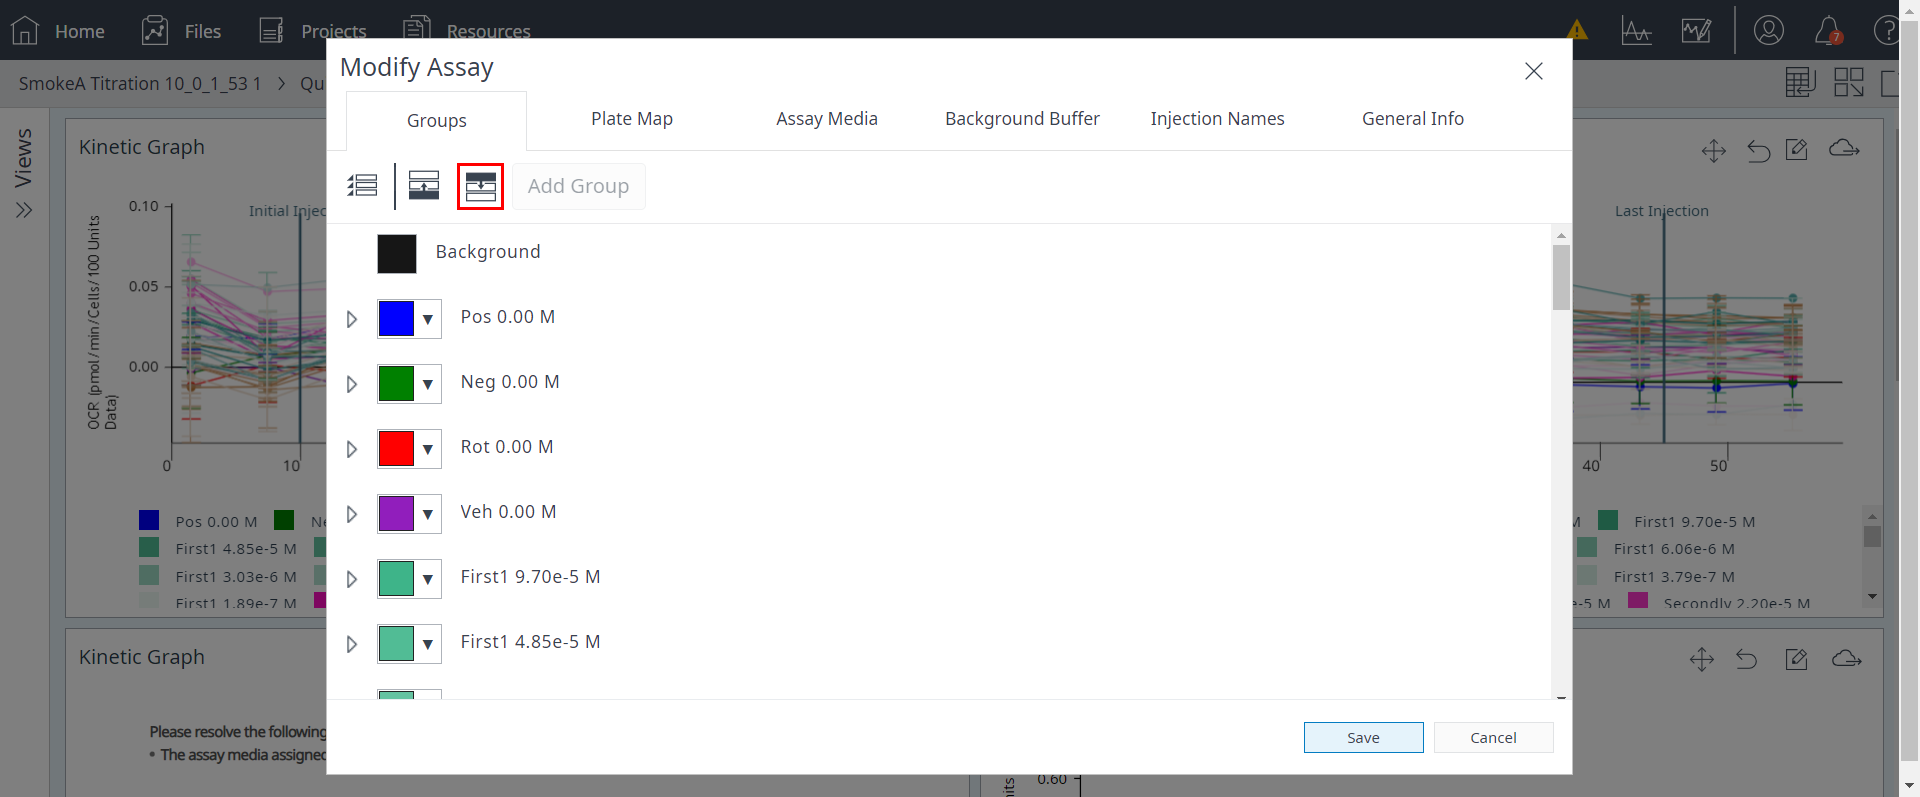 Home Files Projects Resources
7
SmokeA Titration 10_0_1_53 1 > Qu
Modify Assay
Groups Plate Map Assay Media Background Buffer Injection Names General Info
Add Group
Background
Pos 0.00 M
Neg 0.00 M
Rot 0.00 M
Veh 0.00 M
First1 9.70e-5 M
First1 4.85e-5 M
Save Cancel
Views
Kinetic Graph
0.10
0.05
0.00
OCR (pmol/min/Cells/100 Units
Data)
Initial Injec
0 10
Pos 0.00 M Ne
First1 4.85e-5 M
First1 3.03e-6 M
First1 1.89e-7 M
Last Injection
40 50
M First1 9.70e-5 M
First1 6.06e-6 M
First1 3.79e-7 M
e-5 M Secondly 2.20e-5 M
Kinetic Graph
Please resolve the following
• The assay media assigned
0.60
its